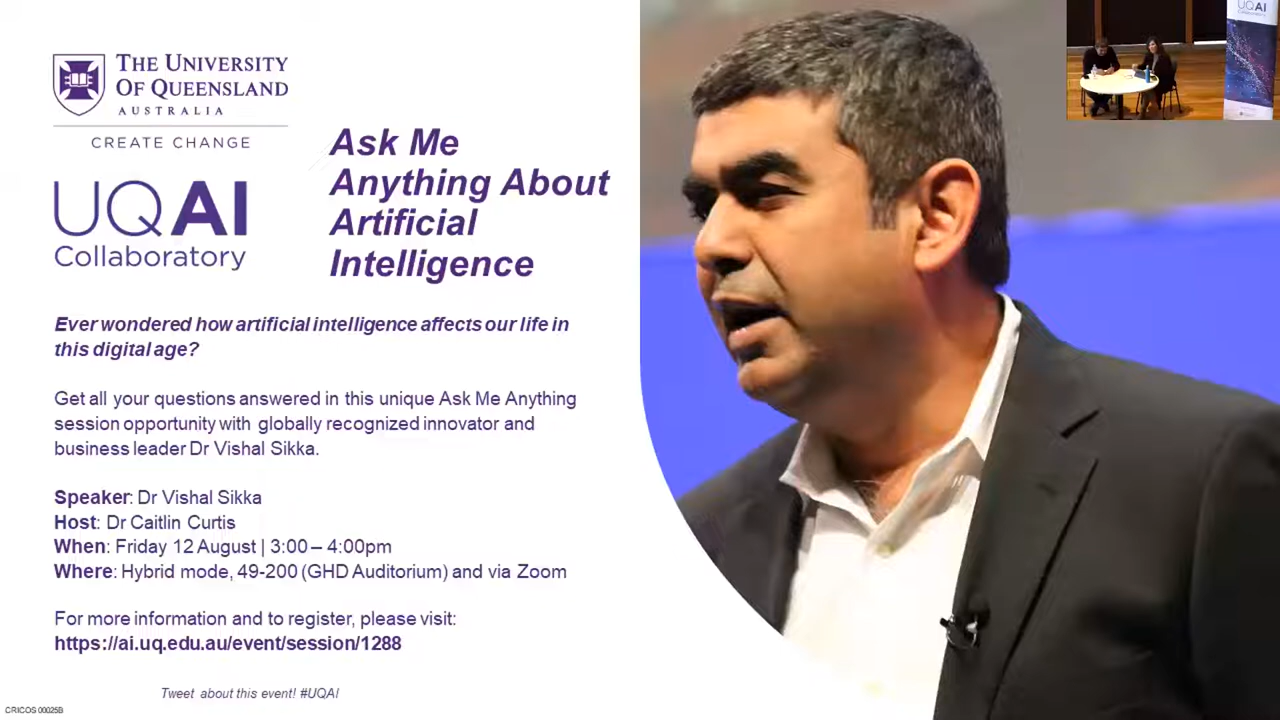 THE UNIVERSITY
OF QUEENSLAND
AUSTRALIA
CREATE CHANGE
UQAI
Collaboratory
Ask Me
Anything About
Artificial
Intelligence
Ever wondered how artificial intelligence affects our life in
this digital age?
Get all your questions answered in this unique Ask Me Anything
session opportunity with globally recognized innovator and
business leader Dr Vishal Sikka.
Speaker: Dr Vishal Sikka
Host: Dr Caitlin Curtis
When: Friday 12 August | 3:00 – 4:00pm
Where: Hybrid mode, 49-200 (GHD Auditorium) and via Zoom
For more information and to register, please visit:
https://ai.uq.edu.au/event/session/1288
Tweet about this event! #UQAI
CRICOS 00025B
UQAI
Collaboratory